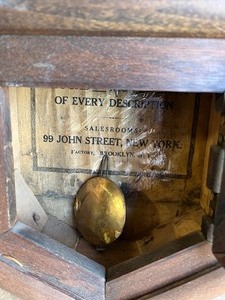 OF EVERY DESCRIPTION
SALESROOMS:
99 JOHN STREET, NEW YORK.
FACTORY, BROOKLYN,